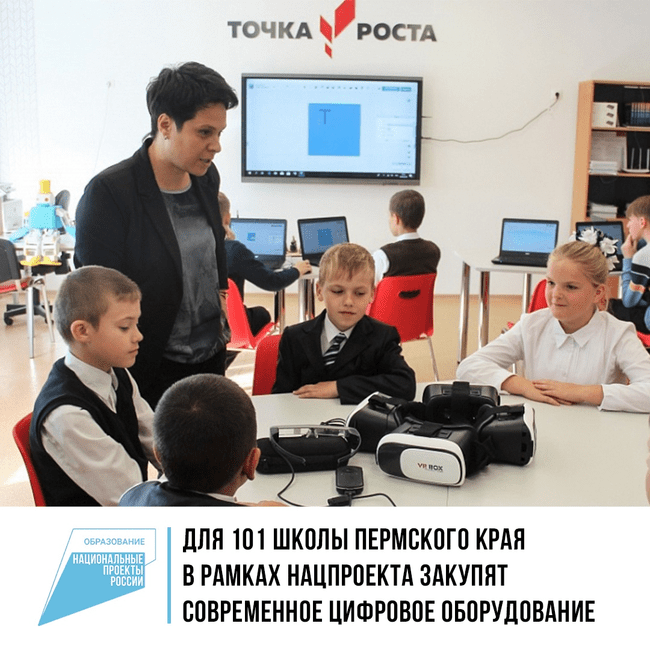 ТОЧКА РОСТА
T
VR BOX
ОБРАЗОВАНИЕ
НАЦИОНАЛЬНЫЕ
ПРОЕКТЫ
РОССИИ
ДЛЯ 101 ШКОЛЫ ПЕРМСКОГО КРАЯ
В РАМКАХ НАЦПРОЕКТА ЗАКУПЯТ
СОВРЕМЕННОЕ ЦИФРОВОЕ ОБОРУДОВАНИЕ